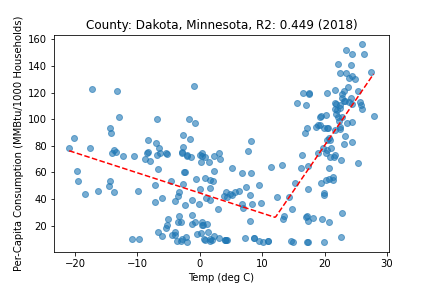 County: Dakota, Minnesota, R2: 0.449 (2018)
Per-Capita Consumption (MMBtu/1000 Households)
160
140
120
100
80
60
40
20
−20 −10 0 10 20 30
Temp (deg C)